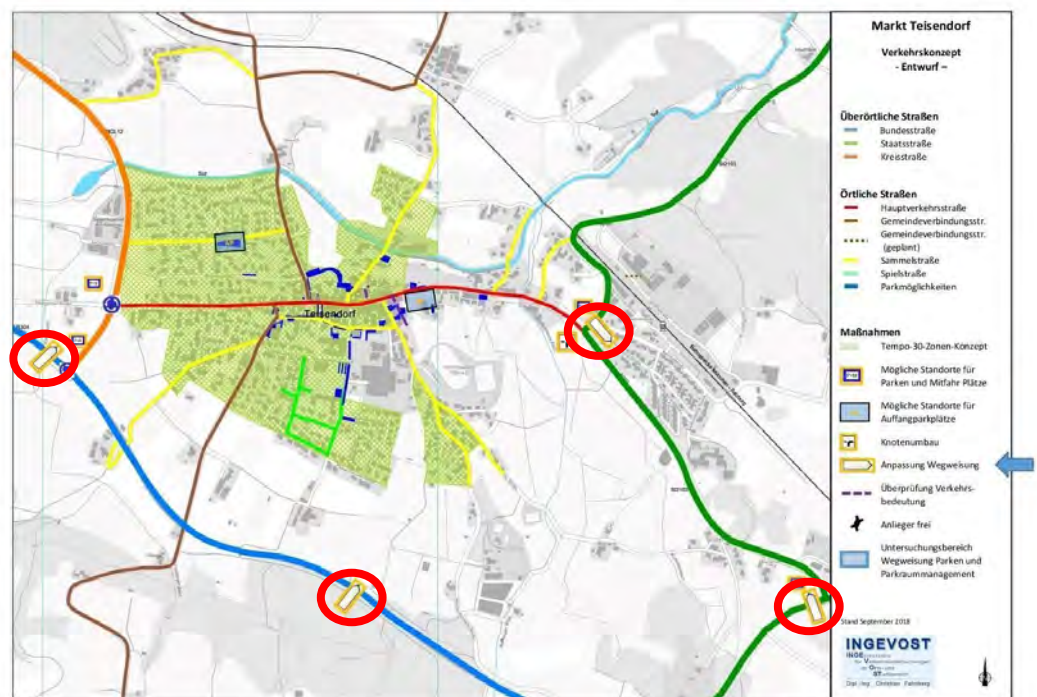 Markt Teisendorf
Verkehrskonzept
- Entwurf –
Überörtliche Straßen
Bundesstraße
Staatsstraße
Kreisstraße
Örtliche Straßen
Hauptverkehrsstraße
Gemeindeverbindungsstr.
Gemeindeverbindungsstr.
(geplant)
Sammelstraße
Spielstraße
Parkmöglichkeiten
Maßnahmen
Tempo-30-Zonen-Konzept
Mögliche Standorte für
Parken und Mitfahr Plätze
Mögliche Standorte für
Auffangparkplätze
Knotenumbau
Anpassung Wegweisung
Überprüfung Verkehrs-
bedeutung
Anlieger frei
Untersuchungsbereich
Wegweisung Parken und
Parkraummanagement
Stand September 2018
INGEVOST
Teisendorf
Sur